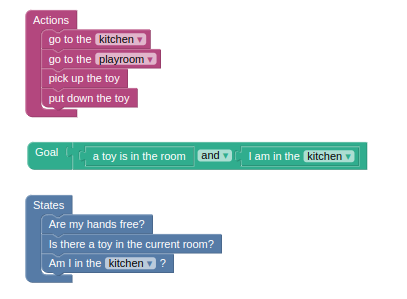 Actions
go to the kitchen
go to the playroom
pick up the toy
put down the toy
Goal a toy is in the room and I am in the kitchen
States
Are my hands free?
Is there a toy in the current room?
Am I in the kitchen ?